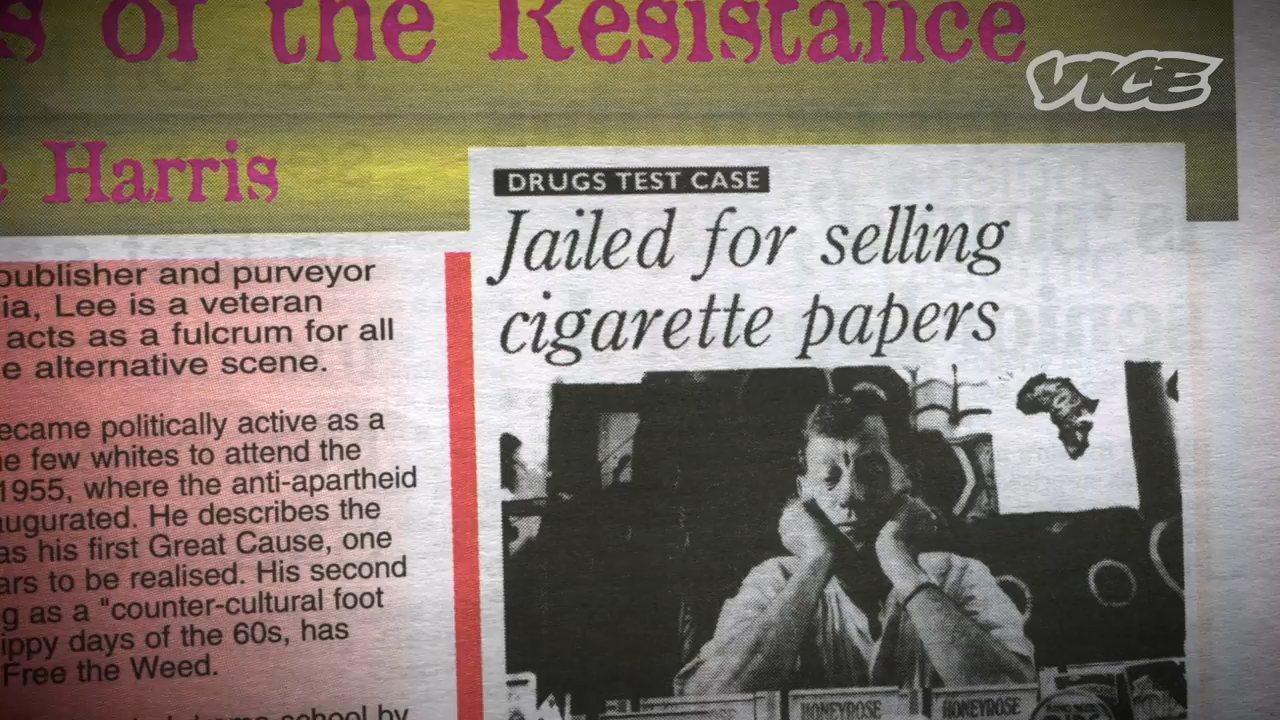 s of the Resistance
VICE
e Harris
DRUGS TEST CASE
Jailed for selling
cigarette papers
publisher and purveyor
ia, Lee is a veteran
acts as a fulcrum for all
e alternative scene.
ecame politically active as a
e few whites to attend the
1955, where the anti-apartheid
augurated. He describes the
as his first Great Cause, one
ars to be realised. His second
g as a "counter-cultural foot
ippy days of the 60s, has
Free the Weed.
school by
HONEYROSE
HONEYROSE